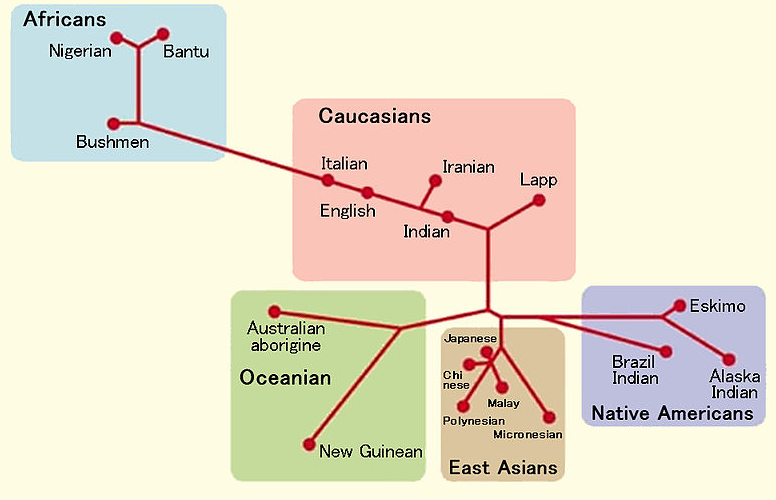 Africans
Nigerian
Bantu
Bushmen
Caucasians
Italian
Iranian
Lapp
English
Indian
Australian
aborigine
Oceanian
New Guinean
Japanese
Chi
nese
Malay
Polynesian
Micronesian
East Asians
Eskimo
Brazil
Indian
Alaska
Indian
Native Americans